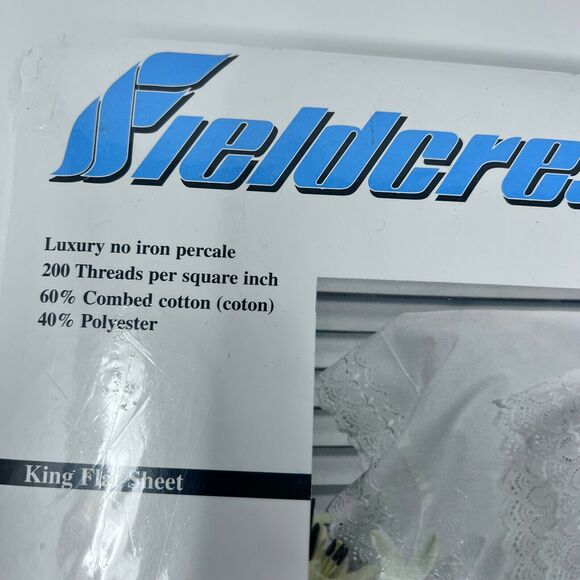 Fieldcres
Luxury no iron percale
200 Threads per square inch
60% Combed cotton (coton)
40% Polyester
King Flat Sheet